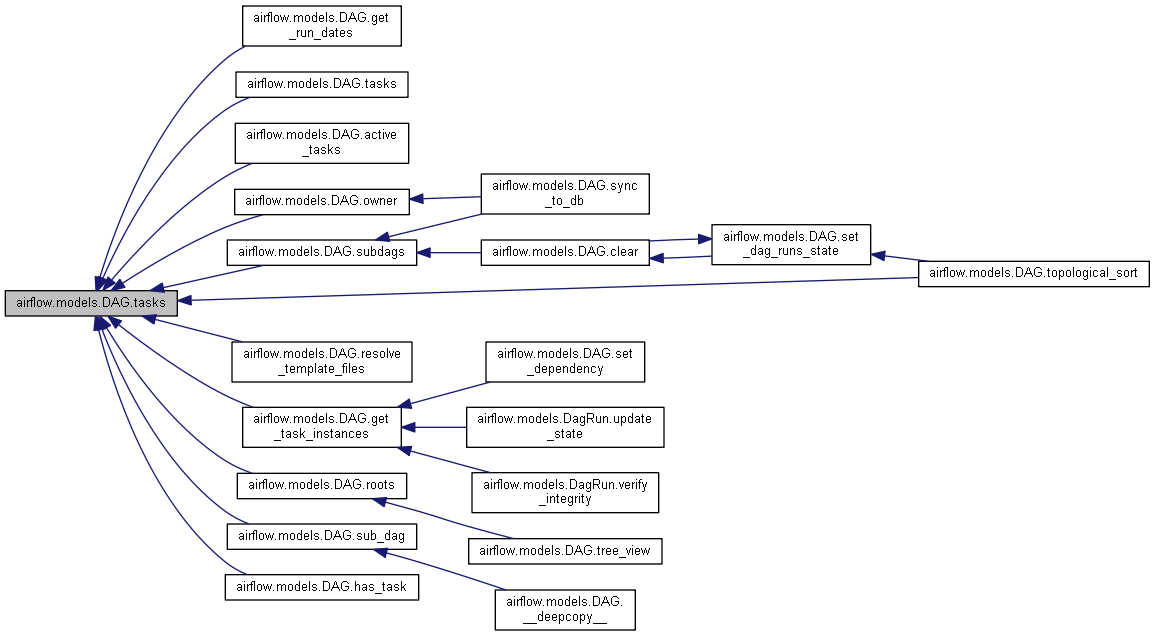 airflow.models.DAG.get
_run_dates
airflow.models.DAG.tasks
airflow.models.DAG.active
_tasks
airflow.models.DAG.owner
airflow.models.DAG.sync
_to_db
airflow.models.DAG.subdags
airflow.models.DAG.clear
airflow.models.DAG.set
_dag_runs_state
airflow.models.DAG.topological_sort
airflow.models.DAG.tasks
airflow.models.DAG.resolve
_template_files
airflow.models.DAG.set
_dependency
airflow.models.DAG.get
_task_instances
airflow.models.DagRun.update
_state
airflow.models.DagRun.verify
_integrity
airflow.models.DAG.roots
airflow.models.DAG.sub_dag
airflow.models.DAG.tree_view
airflow.models.DAG.has_task
airflow.models.DAG.
__deepcopy__